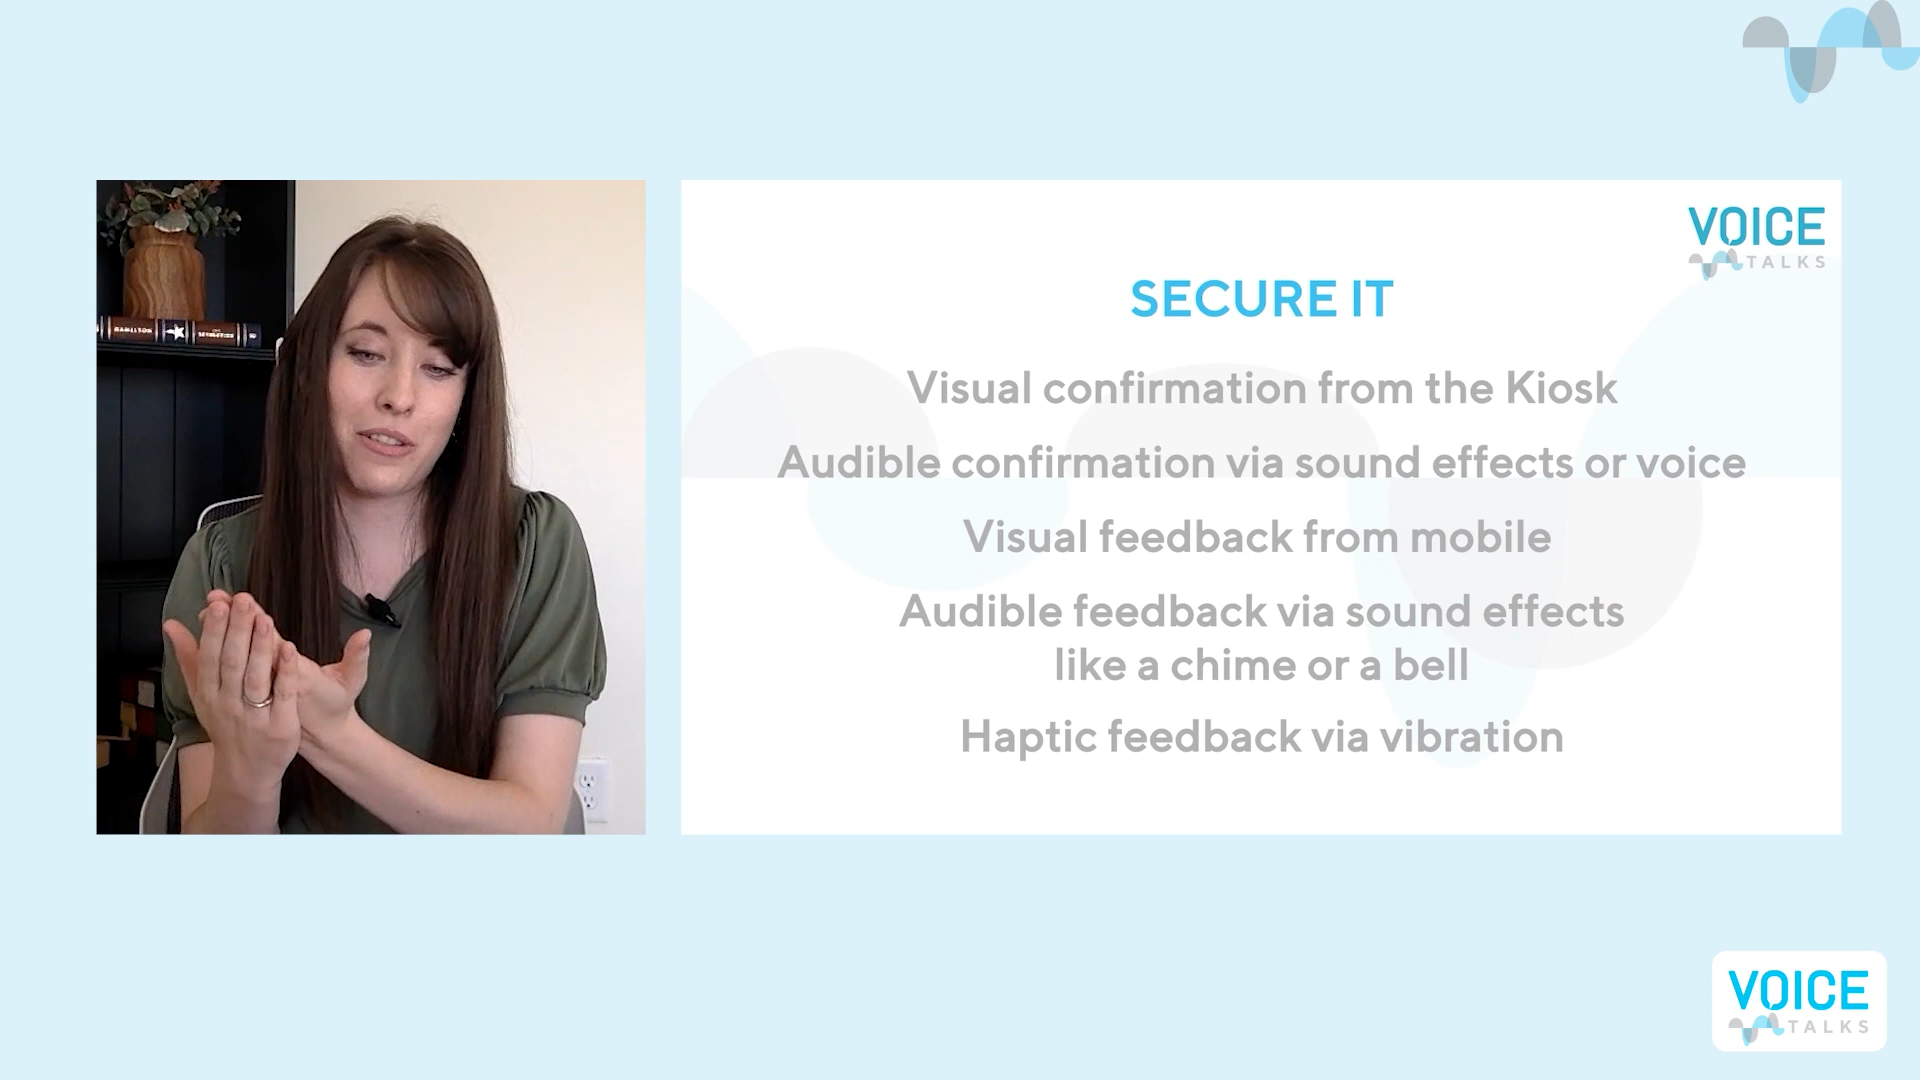 VOICE
TALKS
SECURE IT
Visual confirmation from the Kiosk
Audible confirmation via sound effects or voice
Visual feedback from mobile
Audible feedback via sound effects
like a chime or a bell
Haptic feedback via vibration
HAMILTON
VOICE
TALKS